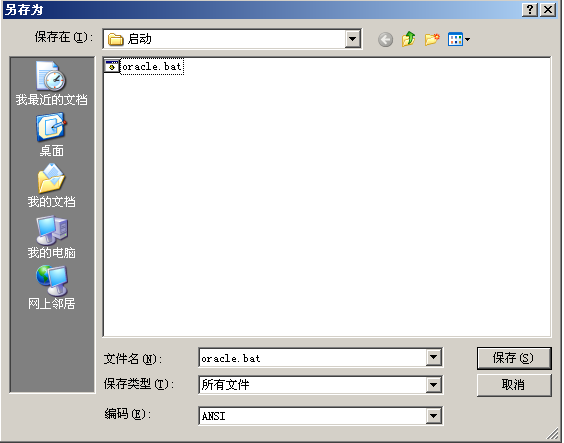 另存为
保存在(I):
启动
oracle.bat
我最近的文档
桌面
我的文档
我的电脑
网上邻居
文件名(N):
oracle.bat
保存(S)
保存类型(T):
所有文件
取消
编码(E):
ANSI